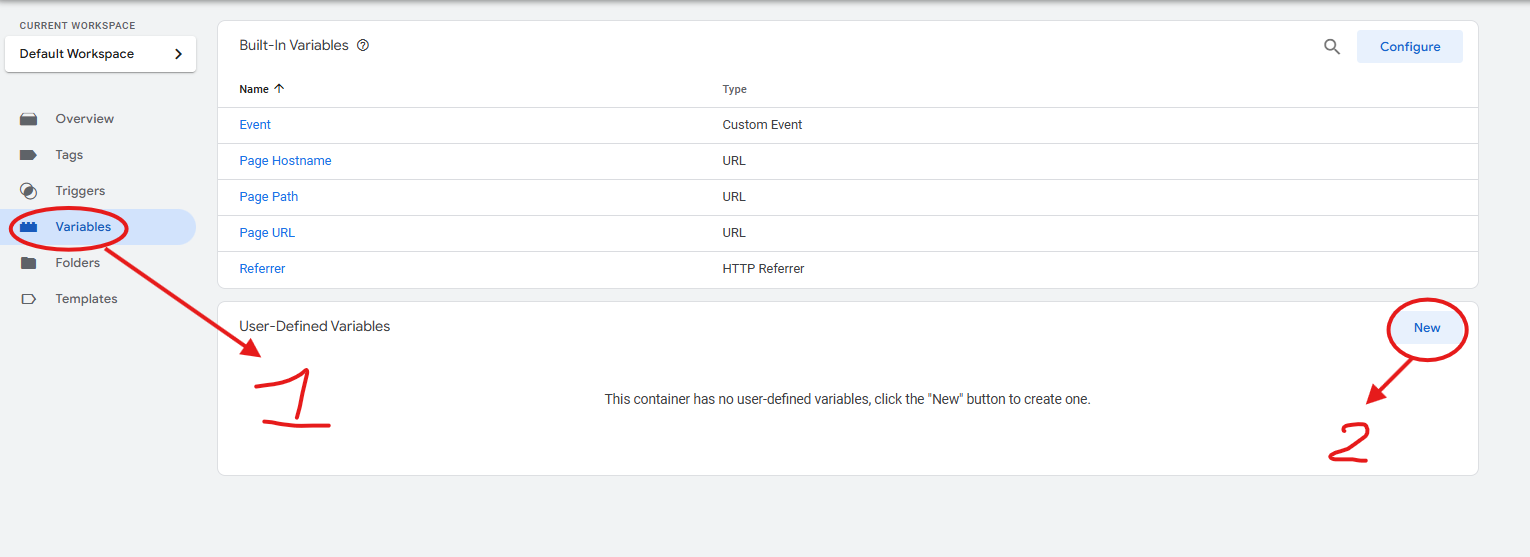 CURRENT WORKSPACE
Default Workspace
Overview
Tags
Triggers
Variables
Folders
Templates
Built-In Variables
Configure
Name Type
Event Custom Event
Page Hostname URL
Page Path URL
Page URL URL
Referrer HTTP Referrer
User-Defined Variables
New
This container has no user-defined variables, click the "New" button to create one.
1
2